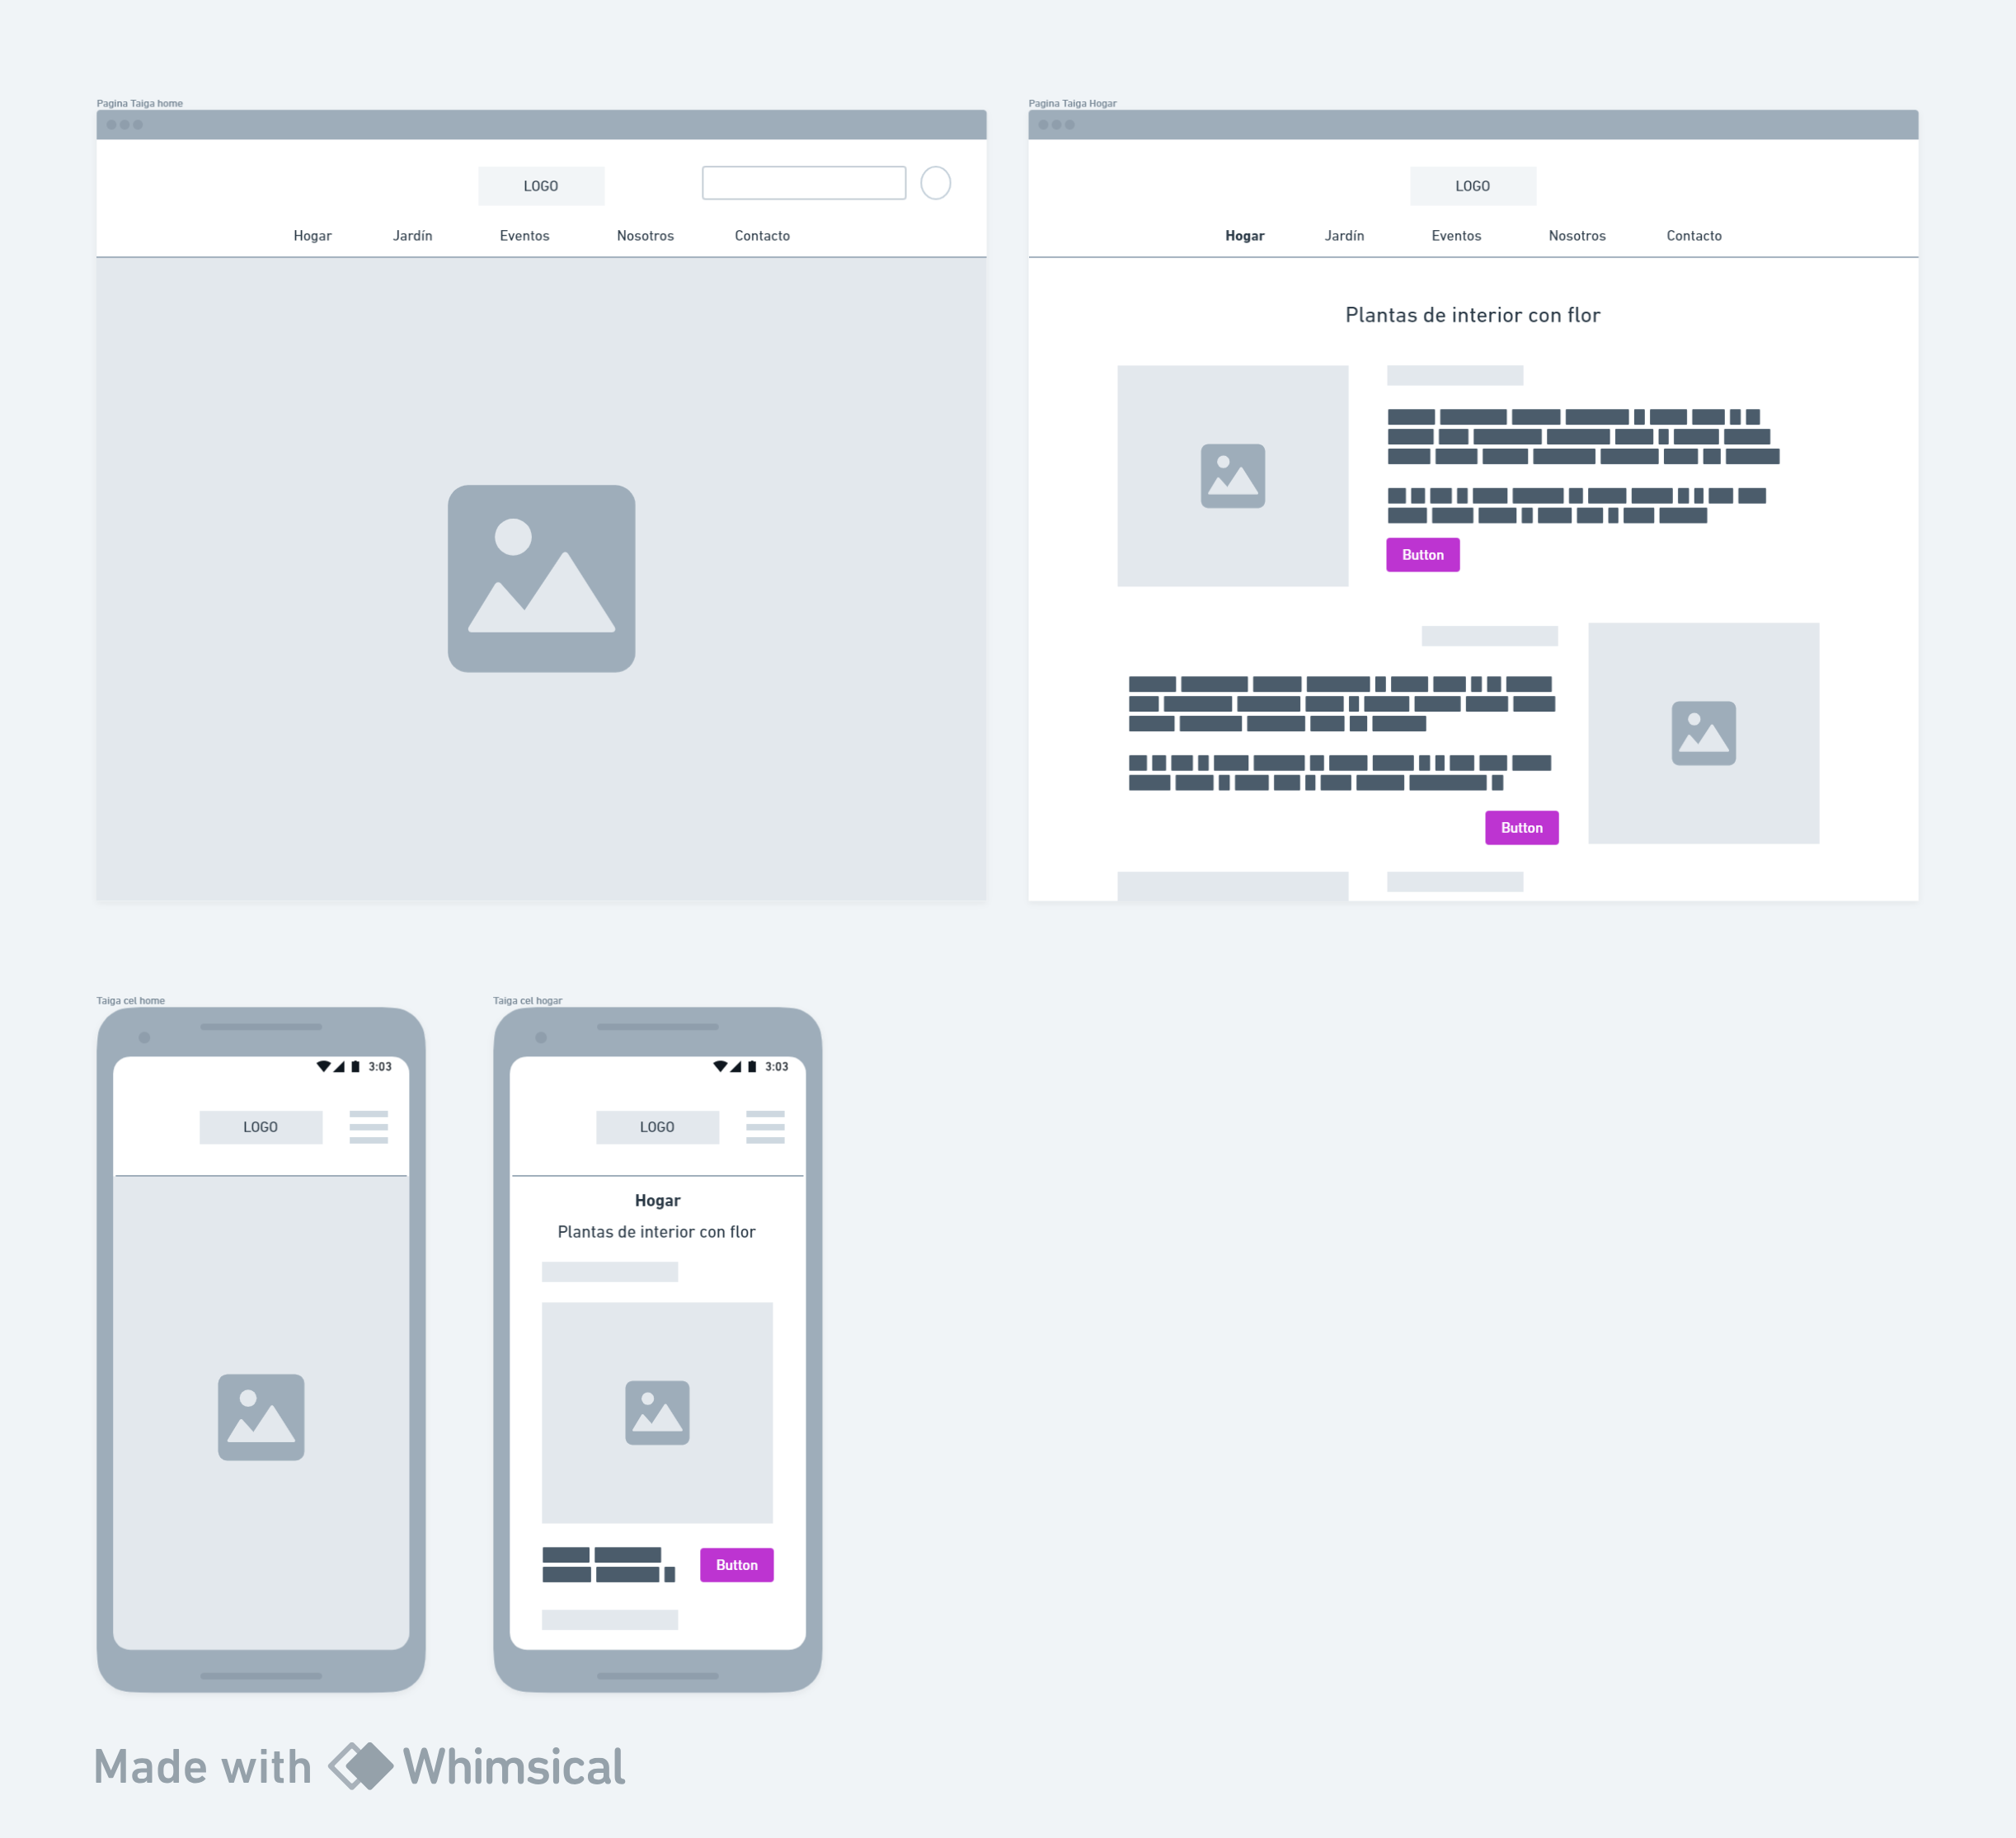 Pagina Taiga home
LOGO
Hogar Jardín Eventos Nosotros Contacto
Pagina Taiga Hogar
LOGO
Hogar Jardín Eventos Nosotros Contacto
Plantas de interior con flor
Button
Button
Taiga cel home
3:03
LOGO
Taiga cel hogar
3:03
LOGO
Hogar
Plantas de interior con flor
Button
Made with Whimsical